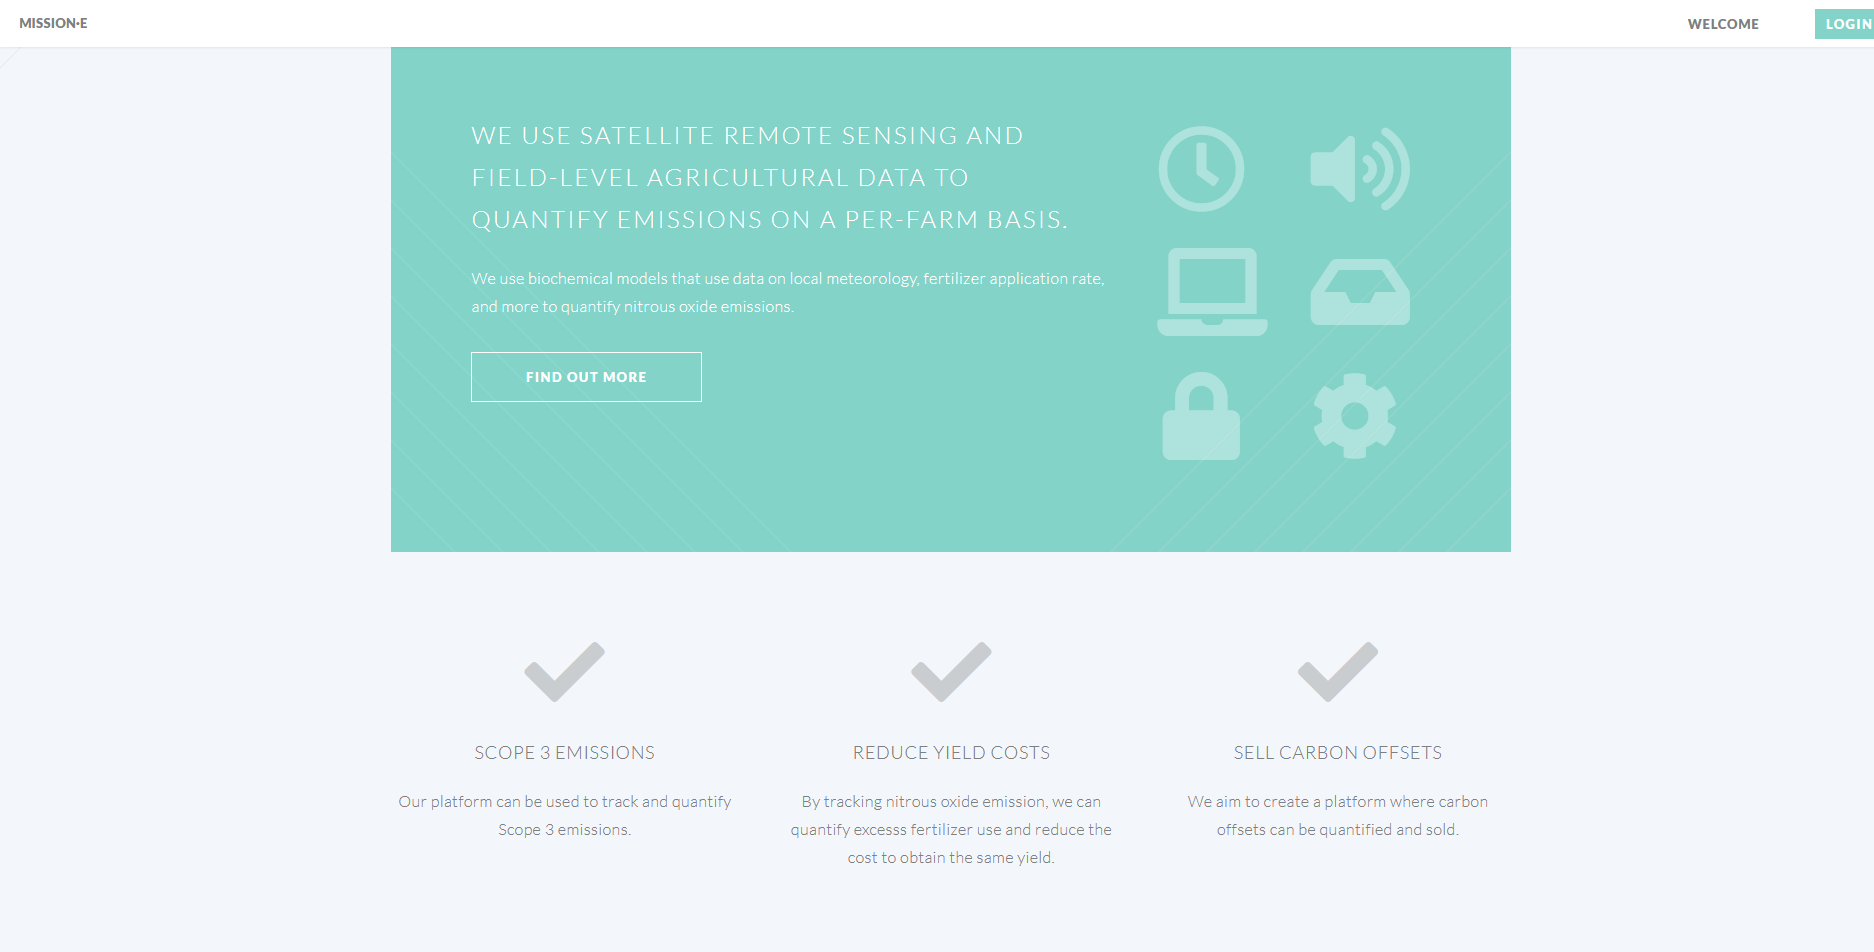 MISSION·E
WELCOME
LOGIN
WE USE SATELLITE REMOTE SENSING AND
FIELD-LEVEL AGRICULTURAL DATA TO
QUANTIFY EMISSIONS ON A PER-FARM BASIS.
We use biochemical models that use data on local meteorology, fertilizer application rate,
and more to quantify nitrous oxide emissions.
FIND OUT MORE
SCOPE 3 EMISSIONS
Our platform can be used to track and quantify
Scope 3 emissions.
REDUCE YIELD COSTS
By tracking nitrous oxide emission, we can
quantify excesss fertilizer use and reduce the
cost to obtain the same yield.
SELL CARBON OFFSETS
We aim to create a platform where carbon
offsets can be quantified and sold.